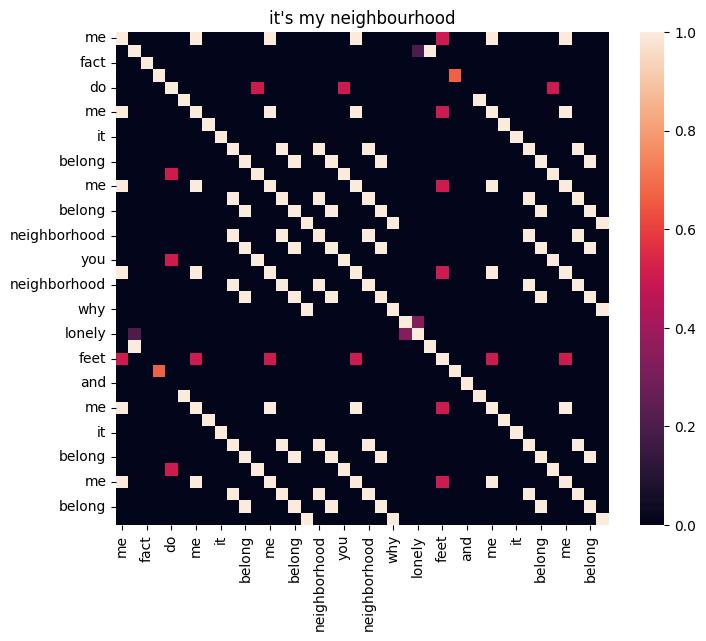 it's my neighbourhood
me
fact
do
me
it
belong
me
belong
neighborhood
you
neighborhood
why
lonely
feet
and
me
it
belong
me
belong
1.0
0.8
0.6
0.4
0.2
0.0
me
fact
do
me
it
belong
me
belong
neighborhood
you
neighborhood
why
lonely
feet
and
me
it
belong
me
belong